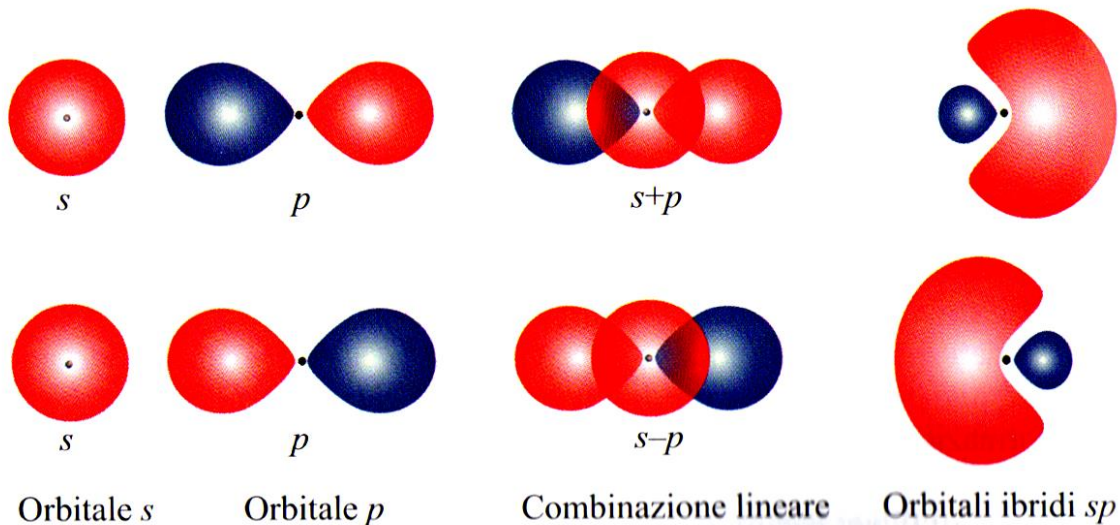 s
p
s+p
s
p
s–p
Orbitale s
Orbitale p
Combinazione lineare
Orbitali ibridi sp